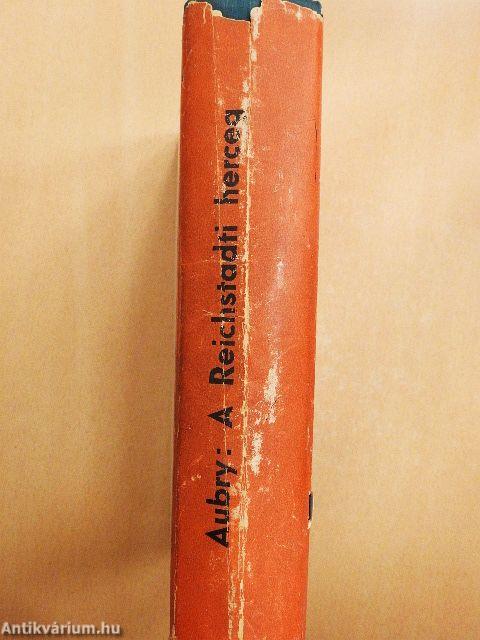 Aubry: A Reichstadti herceg
Antikvárium.hu